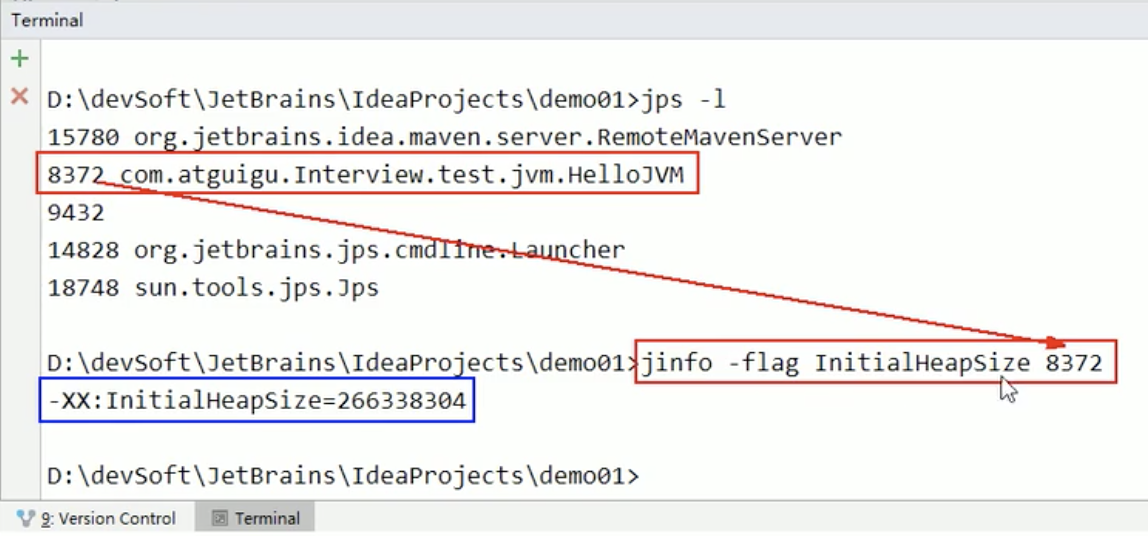 Terminal
D:\devSoft\JetBrains\IdeaProjects\demo01>jps -l
15780 org.jetbrains.idea.maven.server.RemoteMavenServer
8372 com.atguigu.Interview.test.jvm.HelloJVM
9432
14828 org.jetbrains.jps.cmdline.Launcher
18748 sun.tools.jps.Jps
D:\devSoft\JetBrains\IdeaProjects\demo01>jinfo -flag InitialHeapSize 8372
-XX:InitialHeapSize=266338304
D:\devSoft\JetBrains\IdeaProjects\demo01>
9: Version Control Terminal